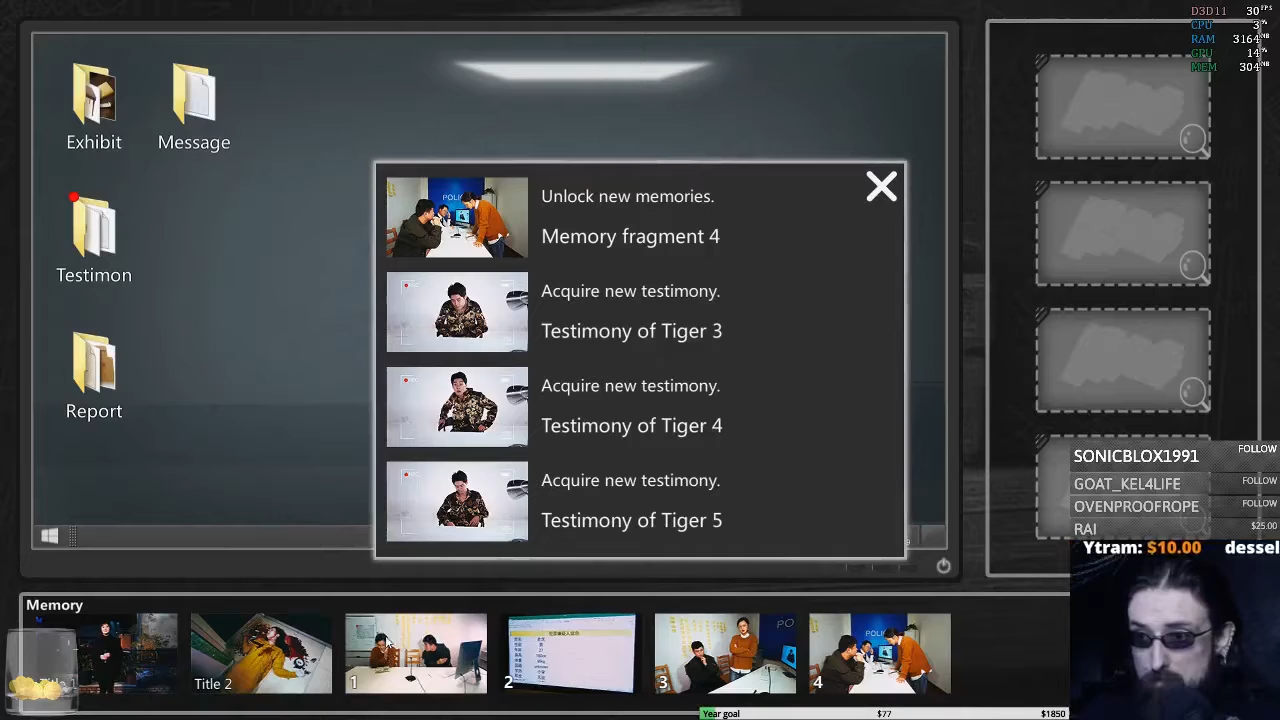 D3D11 30 FPS
CPU 3 %
RAM 3164 MB
GPU 14 %
MEM 304 MB
Exhibit
Message
Testimon
Report
Unlock new memories.
Memory fragment 4
Acquire new testimony.
Testimony of Tiger 3
Acquire new testimony.
Testimony of Tiger 4
Acquire new testimony.
Testimony of Tiger 5
SONICBLOX1991 FOLLOW
GOAT_KEL4LIFE FOLLOW
OVENPROOFROPE FOLLOW
RAI $25.00
Ytram: $10.00 dessel
Memory
Title 2
1
2
3
4
Year goal $77 $1850